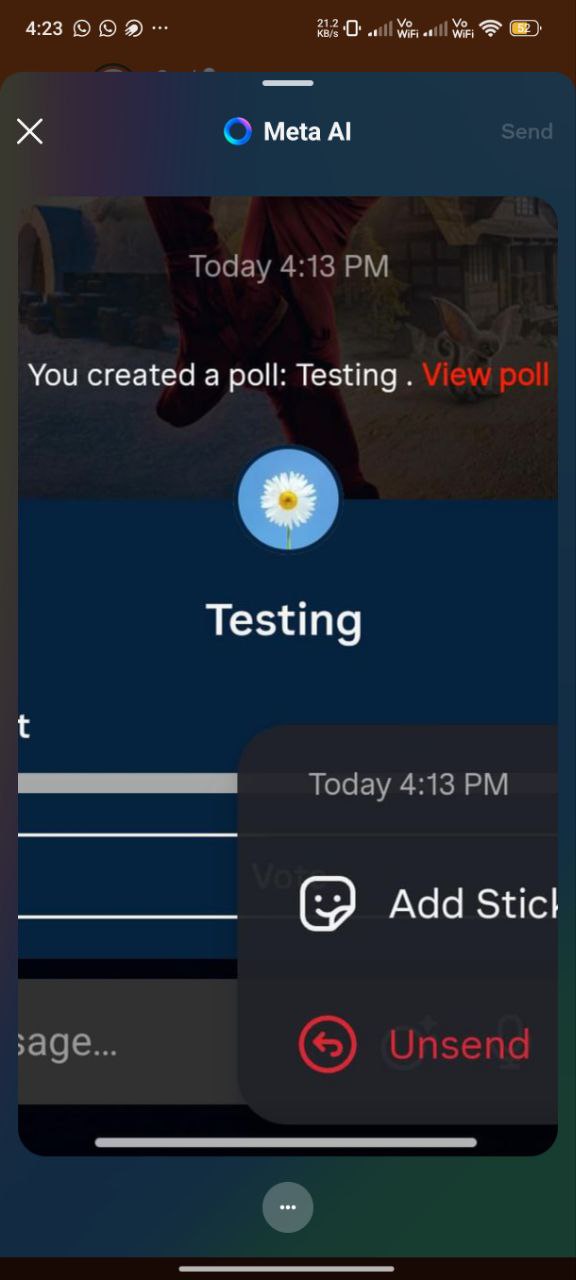 4:23
21.2
KB/s
Vo
WiFi
Vo
WiFi
52
Meta AI
Send
Today 4:13 PM
You created a poll: Testing . View poll
Testing
t
Today 4:13 PM
Vote
Add Stick
sage...
Unsend